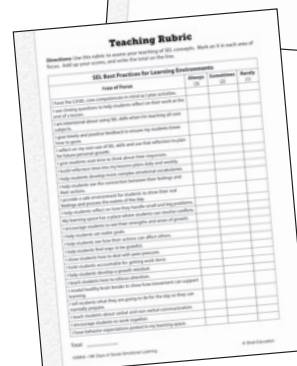 Teaching Rubric
Directions: Use this rubric to assess your teaching of SEL concepts. Mark an X in each area of
focus. Add up your scores, and write the total on the line.
SEL Best Practices for Learning Environments
Area of Focus
Always
(3)
Sometimes
(2)
Rarely
(1)
I have the CASEL core competencies in mind as I plan activities.
I use closing questions to help students reflect on their work at the
end of a lesson.
I am intentional about using SEL skills when I'm teaching all core
subjects.
I give timely and positive feedback to ensure my students know
how to grow.
I reflect on my own use of SEL skills and use that reflection to plan
for future personal growth.
I give students wait time to think about their responses.
I build reflection time into my lesson plans daily and weekly.
I help students develop more complex emotional vocabularies.
I help students see the connection between their feelings and
their actions.
I provide a safe environment for students to show their real
feelings and process the events of the day.
I help students reflect on how they handle small and big problems.
My learning space has a place where students can resolve conflicts.
I encourage students to see their strengths and areas of growth.
I help students set realistic goals.
I help students see how their actions can affect others.
I help students find ways to be grateful.
I show students how to deal with peer pressure.
I hold students accountable for getting work done.
I help students develop a growth mindset.
I teach students how to refocus attention.
I model healthy brain breaks to show how movement can support
learning.
I tell students what they are going to do for the day so they can
mentally prepare.
I teach students about verbal and non-verbal communication.
I encourage students to work together.
I have behavior expectations posted in my learning space.
Total
180 Days of Social-Emotional Learning
© Shell Education